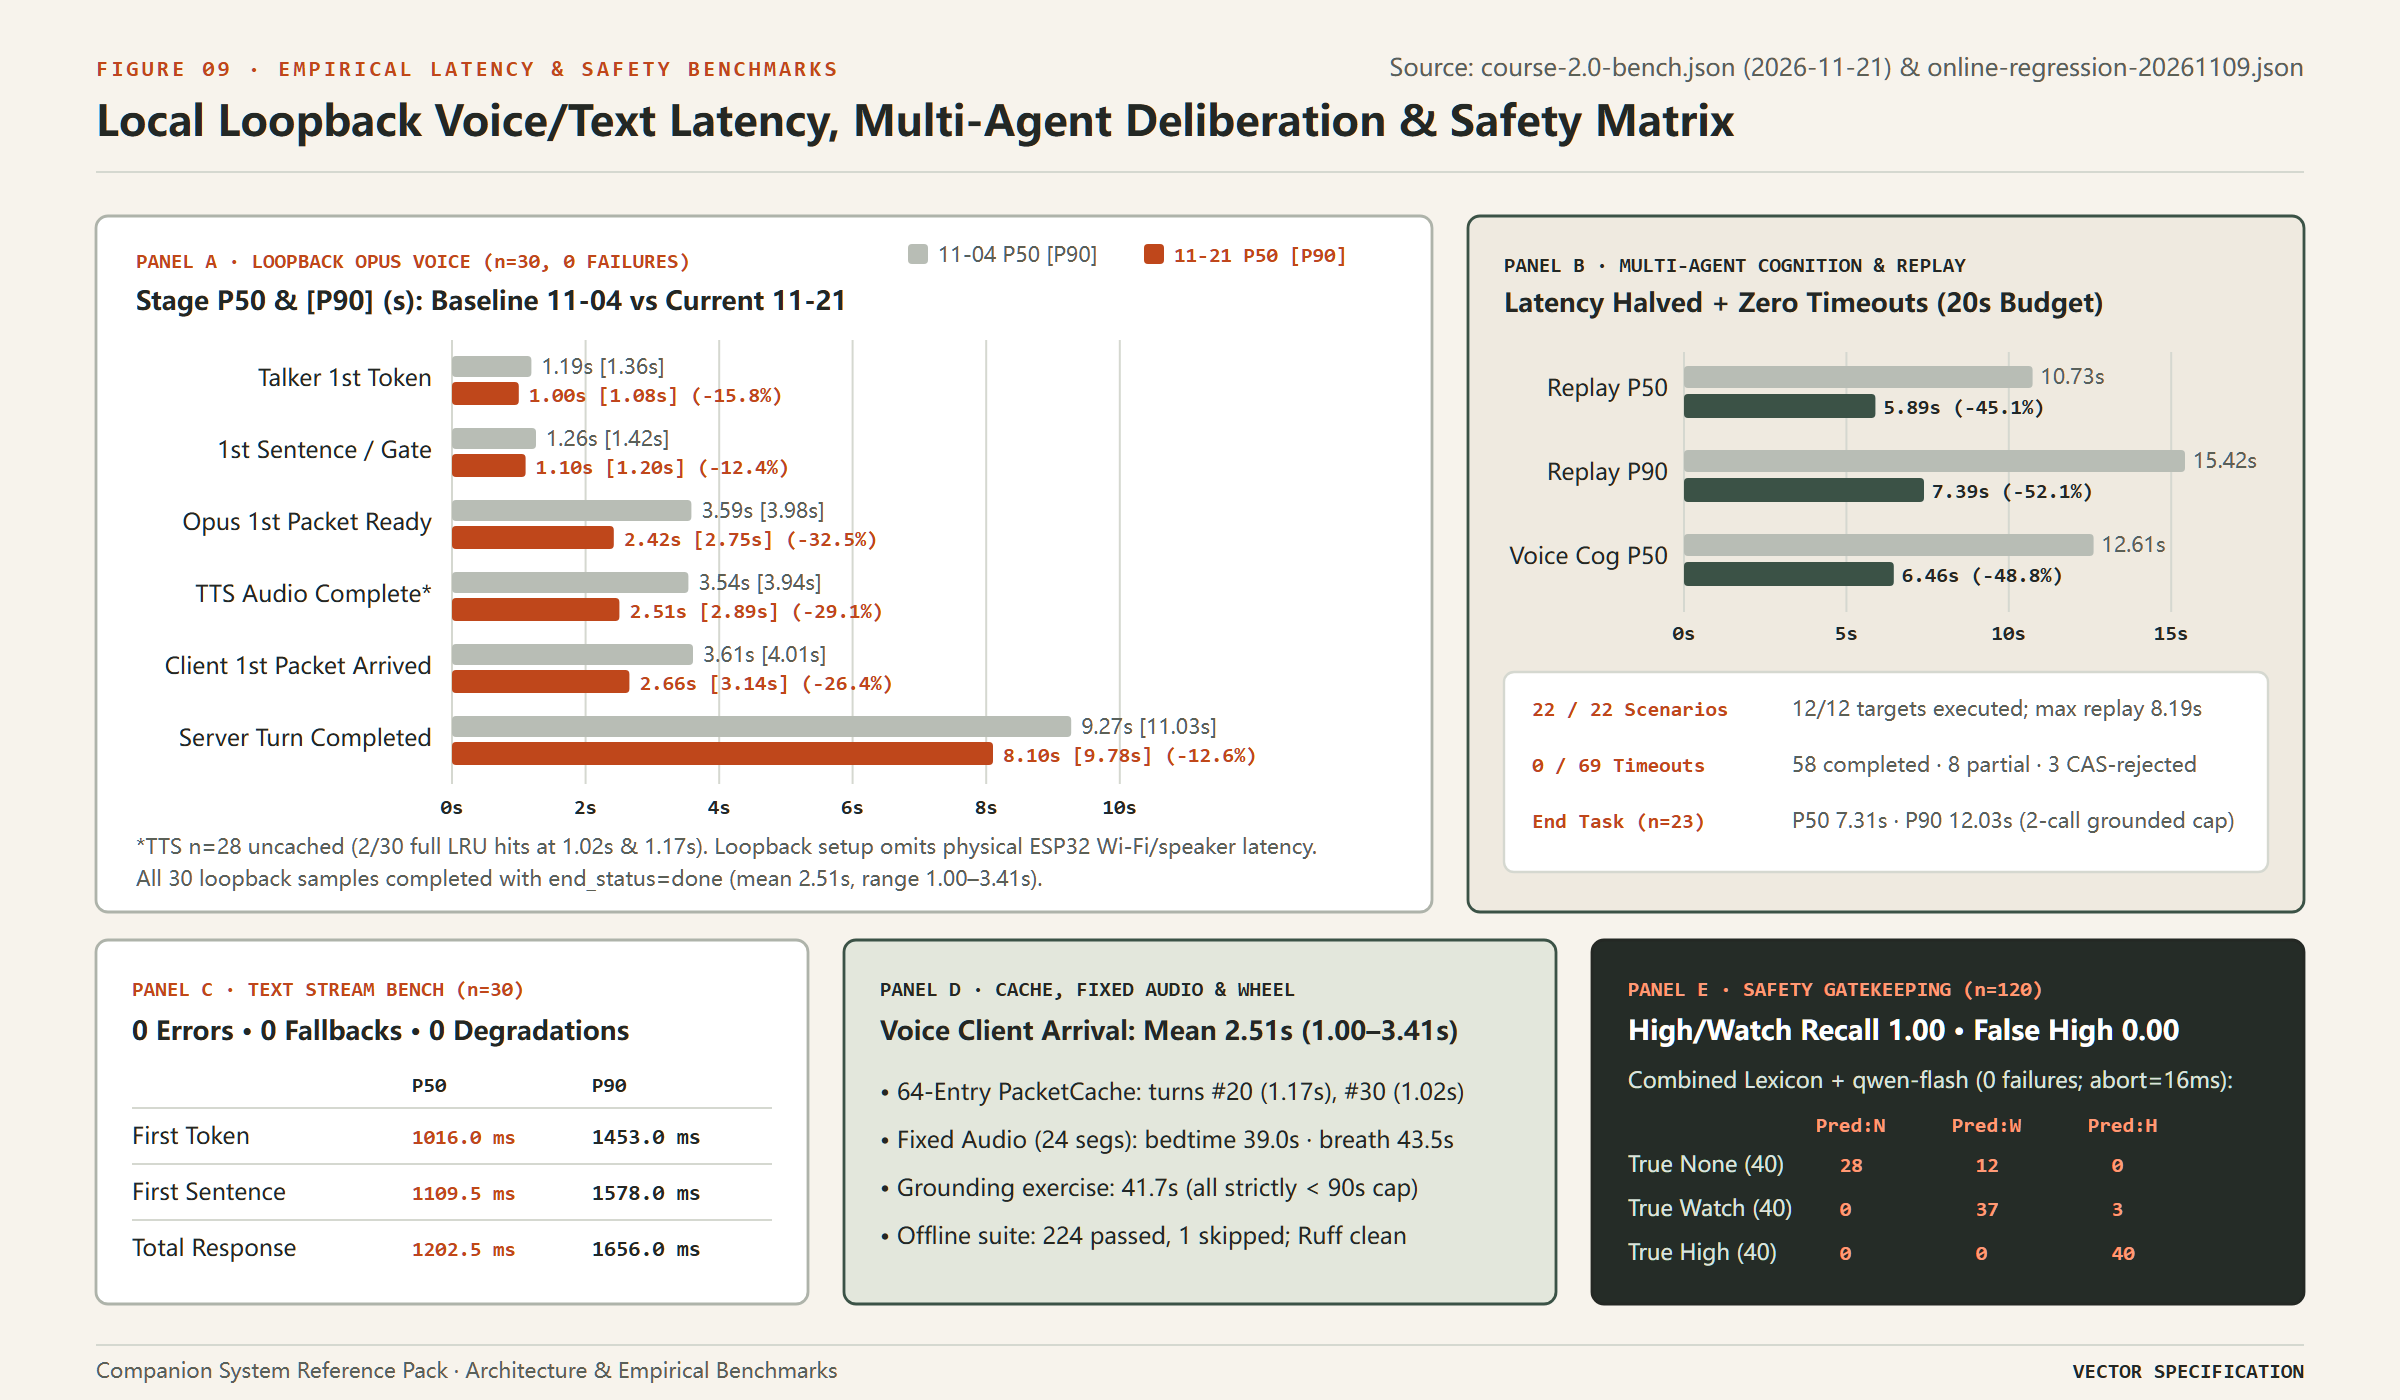 FIGURE 09 · EMPIRICAL LATENCY & SAFETY BENCHMARKS
Source: course-2.0-bench.json (2026-11-21) & online-regression-20261109.json
Local Loopback Voice/Text Latency, Multi-Agent Deliberation & Safety Matrix
PANEL A · LOOPBACK OPUS VOICE (n=30, 0 FAILURES)
11-04 P50 [P90]
11-21 P50 [P90]
Stage P50 & [P90] (s): Baseline 11-04 vs Current 11-21
Talker 1st Token
1.19s [1.36s]
1.00s [1.08s] (-15.8%)
1st Sentence / Gate
1.26s [1.42s]
1.10s [1.20s] (-12.4%)
Opus 1st Packet Ready
3.59s [3.98s]
2.42s [2.75s] (-32.5%)
TTS Audio Complete*
3.54s [3.94s]
2.51s [2.89s] (-29.1%)
Client 1st Packet Arrived
3.61s [4.01s]
2.66s [3.14s] (-26.4%)
Server Turn Completed
9.27s [11.03s]
8.10s [9.78s] (-12.6%)
0s 2s 4s 6s 8s 10s
*TTS n=28 uncached (2/30 full LRU hits at 1.02s & 1.17s). Loopback setup omits physical ESP32 Wi-Fi/speaker latency.
All 30 loopback samples completed with end_status=done (mean 2.51s, range 1.00–3.41s).
PANEL B · MULTI-AGENT COGNITION & REPLAY
Latency Halved + Zero Timeouts (20s Budget)
Replay P50
10.73s
5.89s (-45.1%)
Replay P90
15.42s
7.39s (-52.1%)
Voice Cog P50
12.61s
6.46s (-48.8%)
0s 5s 10s 15s
22 / 22 Scenarios 12/12 targets executed; max replay 8.19s
0 / 69 Timeouts 58 completed · 8 partial · 3 CAS-rejected
End Task (n=23) P50 7.31s · P90 12.03s (2-call grounded cap)
PANEL C · TEXT STREAM BENCH (n=30)
0 Errors • 0 Fallbacks • 0 Degradations
P50 P90
First Token 1016.0 ms 1453.0 ms
First Sentence 1109.5 ms 1578.0 ms
Total Response 1202.5 ms 1656.0 ms
PANEL D · CACHE, FIXED AUDIO & WHEEL
Voice Client Arrival: Mean 2.51s (1.00–3.41s)
• 64-Entry PacketCache: turns #20 (1.17s), #30 (1.02s)
• Fixed Audio (24 segs): bedtime 39.0s · breath 43.5s
• Grounding exercise: 41.7s (all strictly < 90s cap)
• Offline suite: 224 passed, 1 skipped; Ruff clean
PANEL E · SAFETY GATEKEEPING (n=120)
High/Watch Recall 1.00 • False High 0.00
Combined Lexicon + qwen-flash (0 failures; abort=16ms):
Pred:N Pred:W Pred:H
True None (40) 28 12 0
True Watch (40) 0 37 3
True High (40) 0 0 40
Companion System Reference Pack · Architecture & Empirical Benchmarks
VECTOR SPECIFICATION